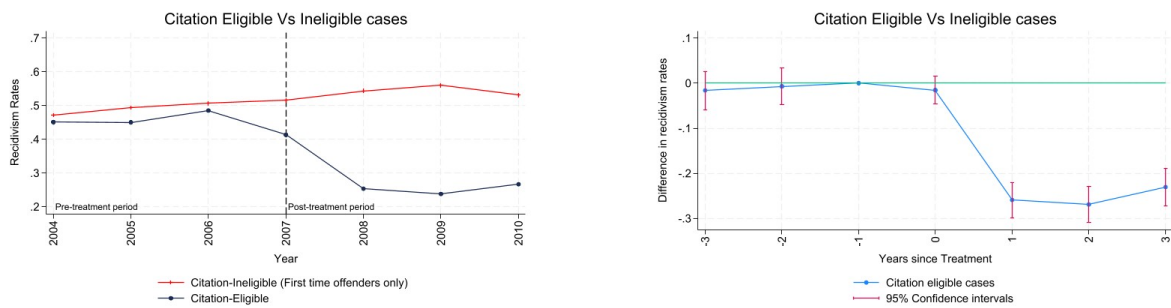 Citation Eligible Vs Ineligible cases
Recidivism Rates
.7
.6
.5
.4
.3
.2
Pre-treatment period
Post-treatment period
2004
2005
2006
2007
2008
2009
2010
Year
Citation-Ineligible (First time offenders only)
Citation-Eligible
Citation Eligible Vs Ineligible cases
Difference in recidivism rates
.1
0
-.1
-.2
-.3
-3
-2
-1
0
1
2
3
Years since Treatment
Citation eligible cases
95% Confidence intervals